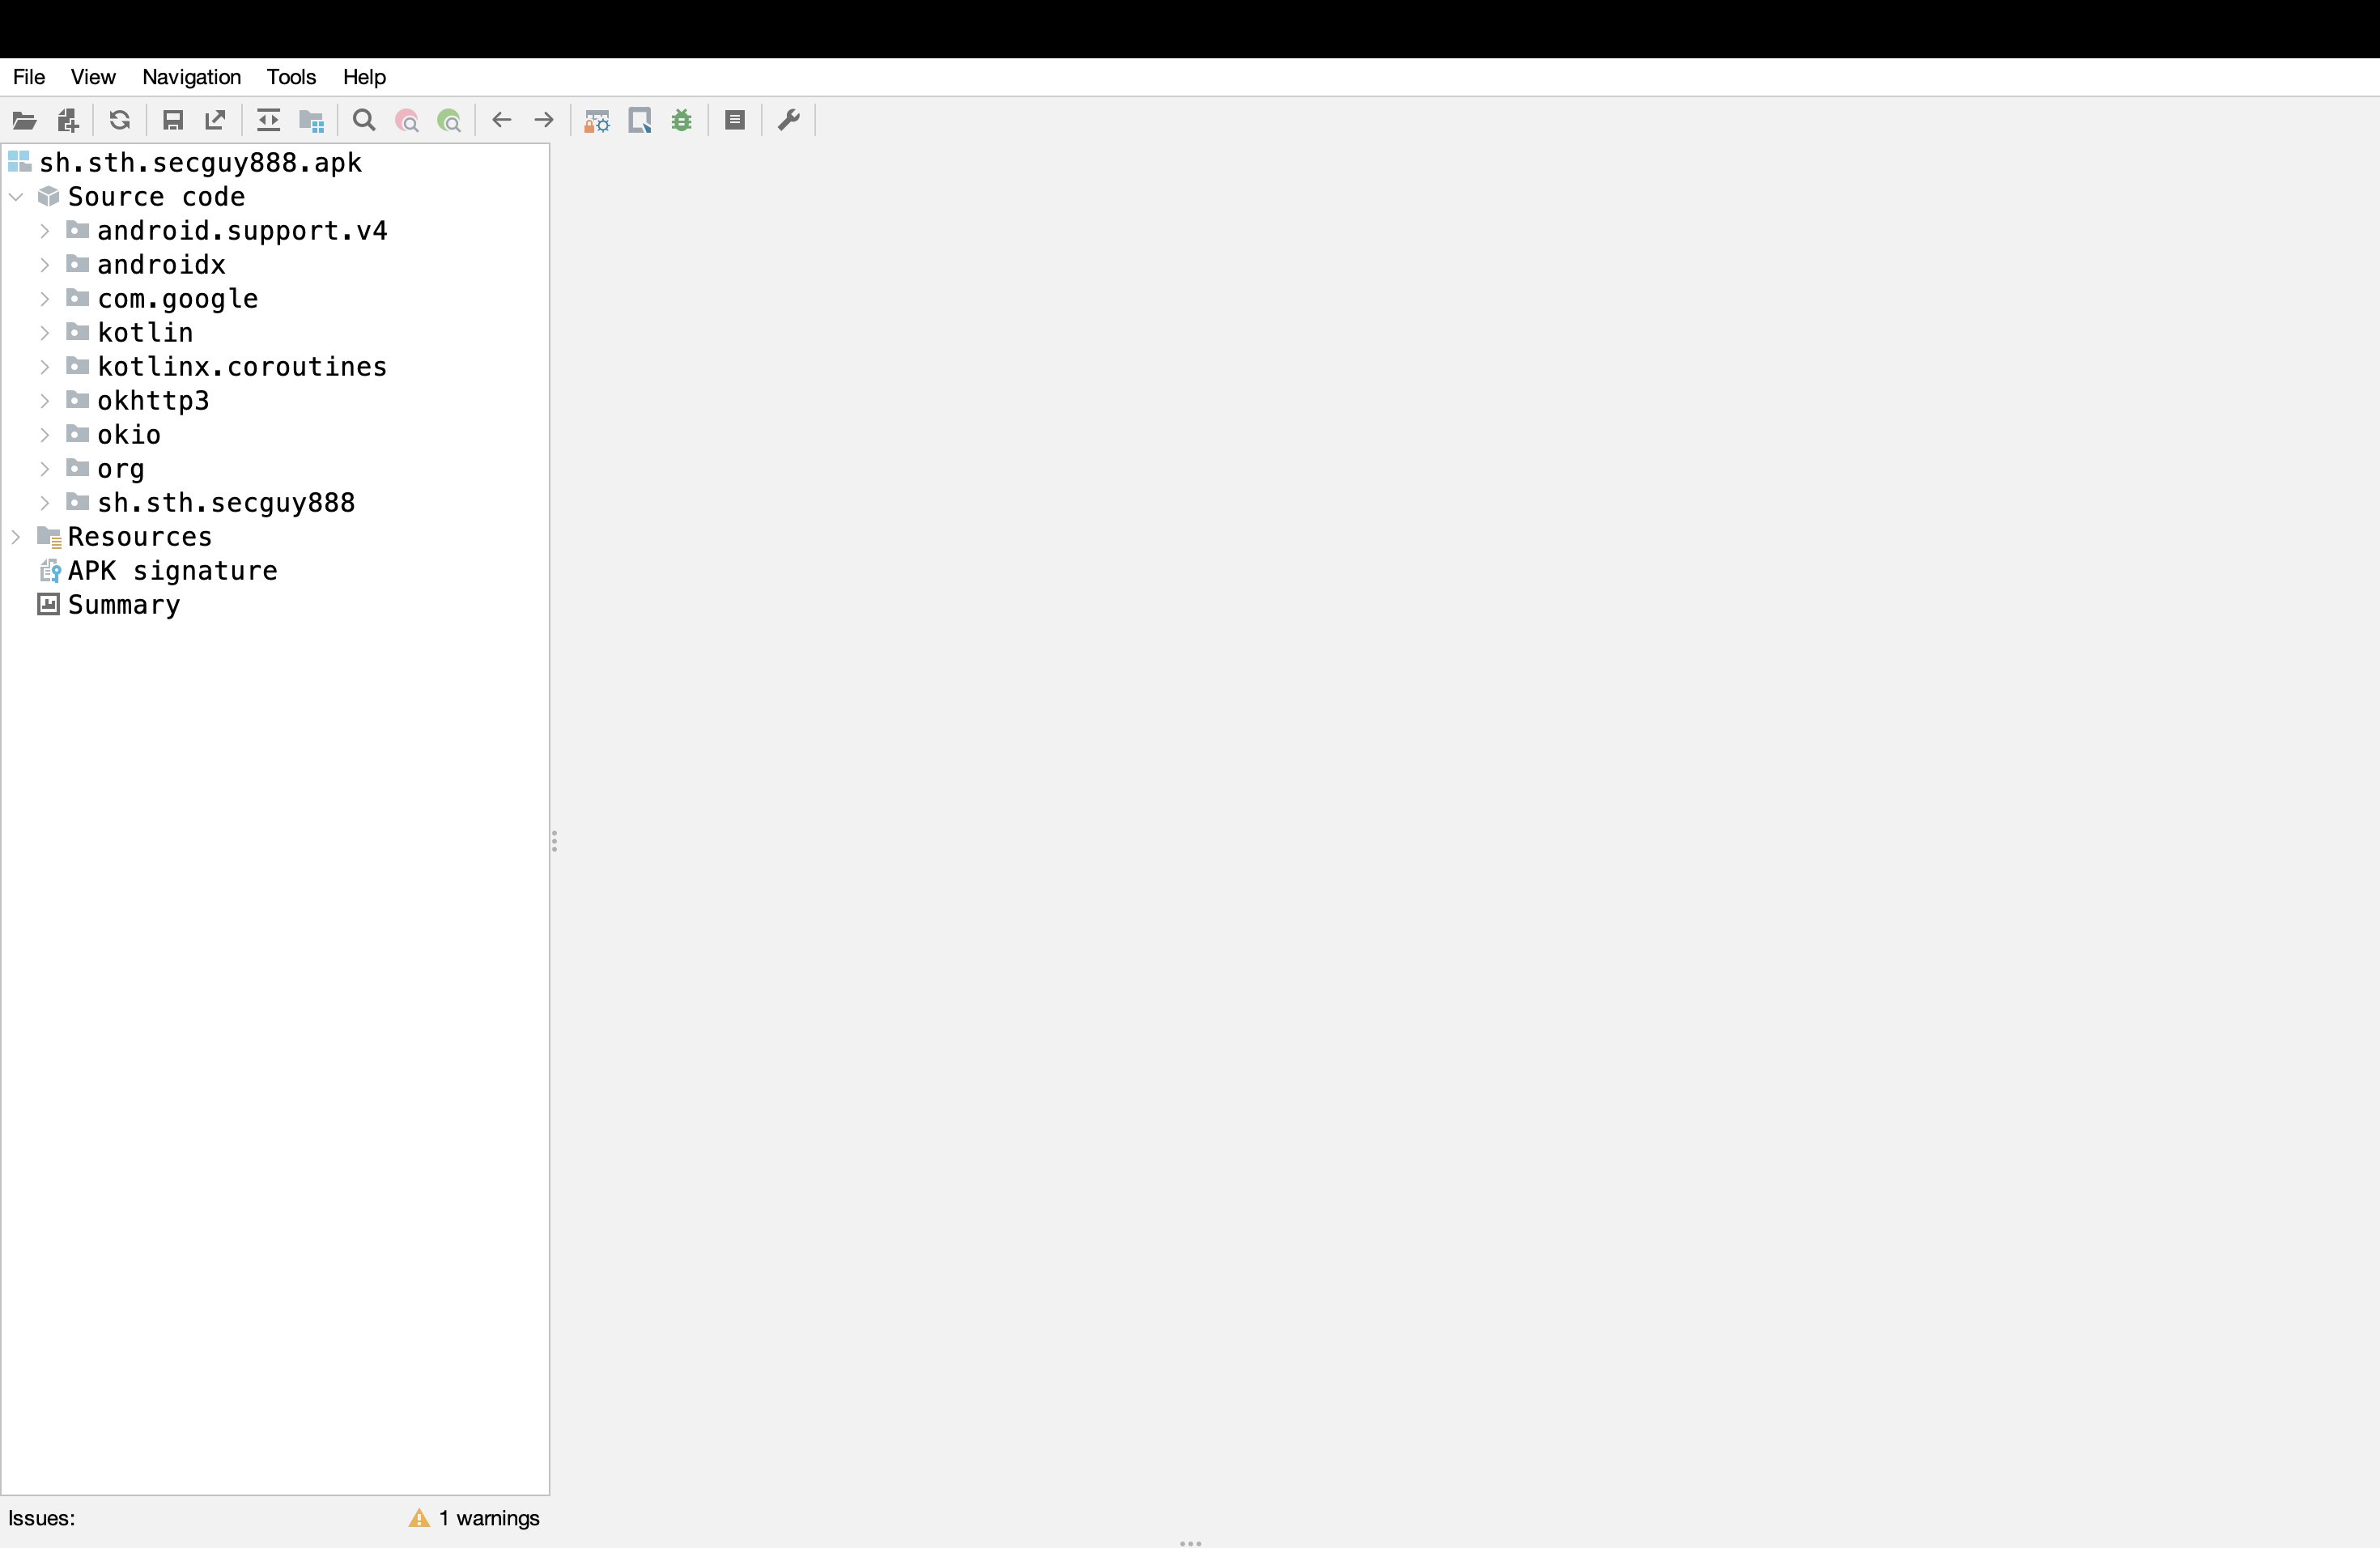 File View Navigation Tools Help
sh.sth.secguy888.apk
Source code
android.support.v4
androidx
com.google
kotlin
kotlinx.coroutines
okhttp3
okio
org
sh.sth.secguy888
Resources
APK signature
Summary
Issues: 1 warnings